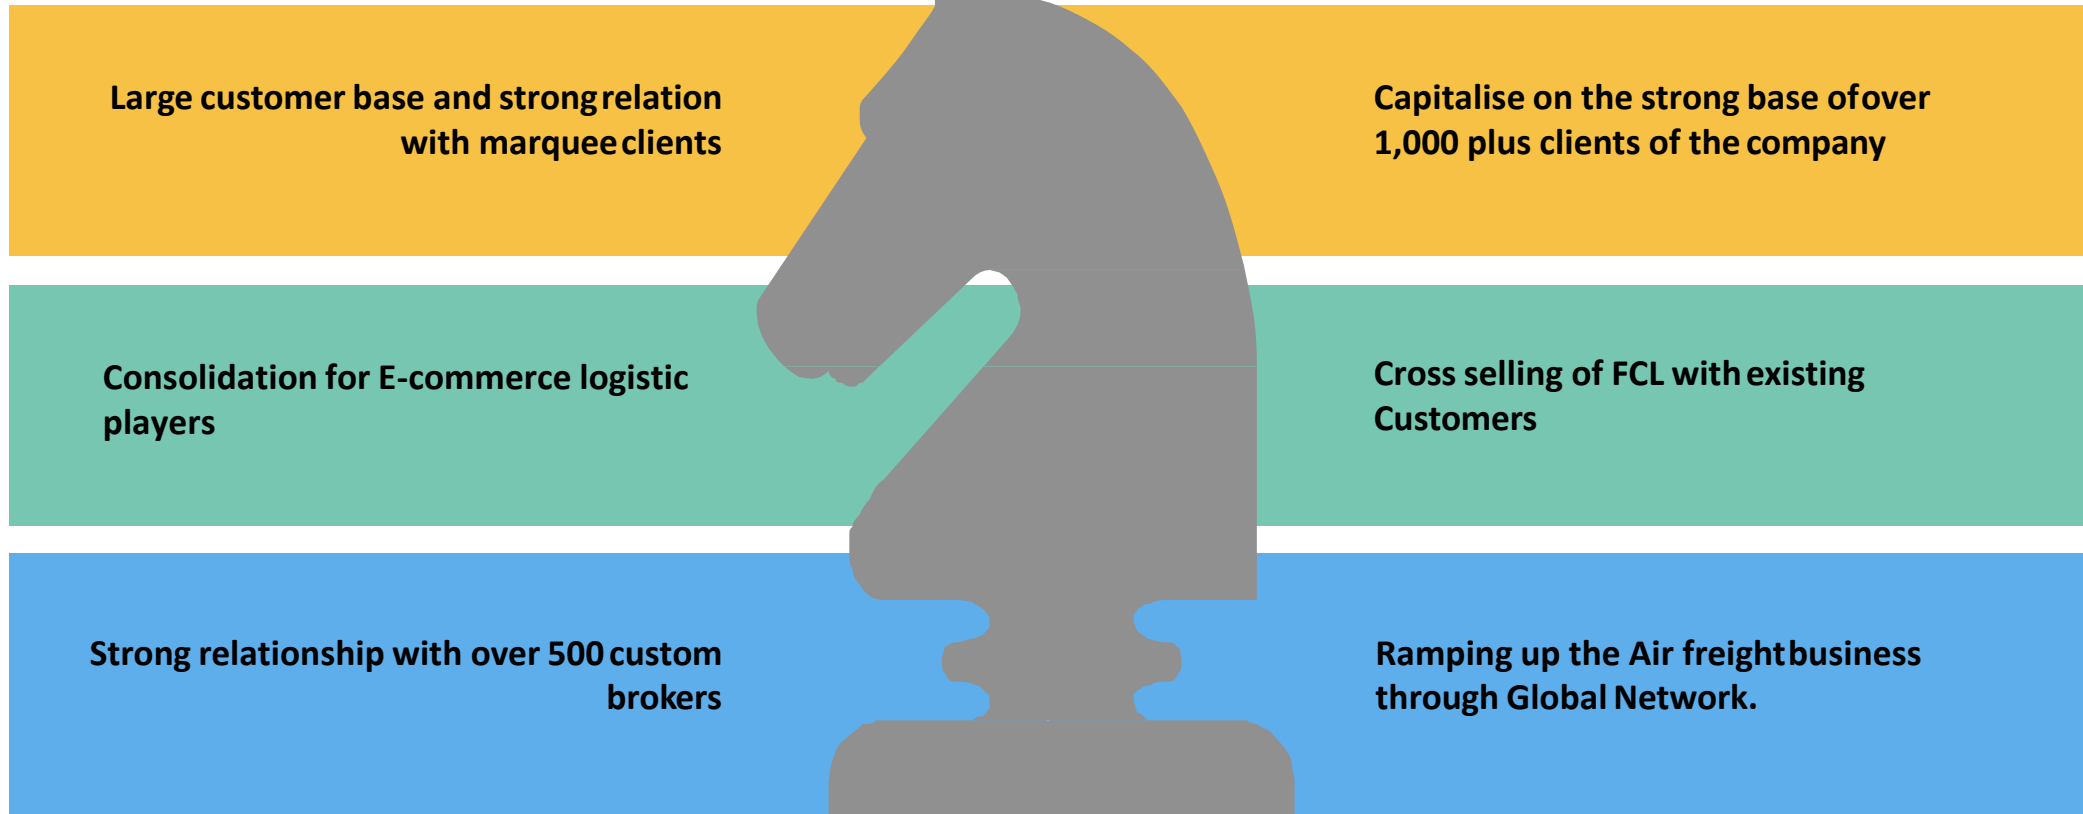 Large customer base and strong relation
with marquee clients
Capitalise on the strong base ofover
1,000 plus clients of the company
Consolidation for E-commerce logistic
players
Cross selling of FCL with existing
Customers
Strong relationship with over 500 custom
brokers
Ramping up the Air freight business
through Global Network.